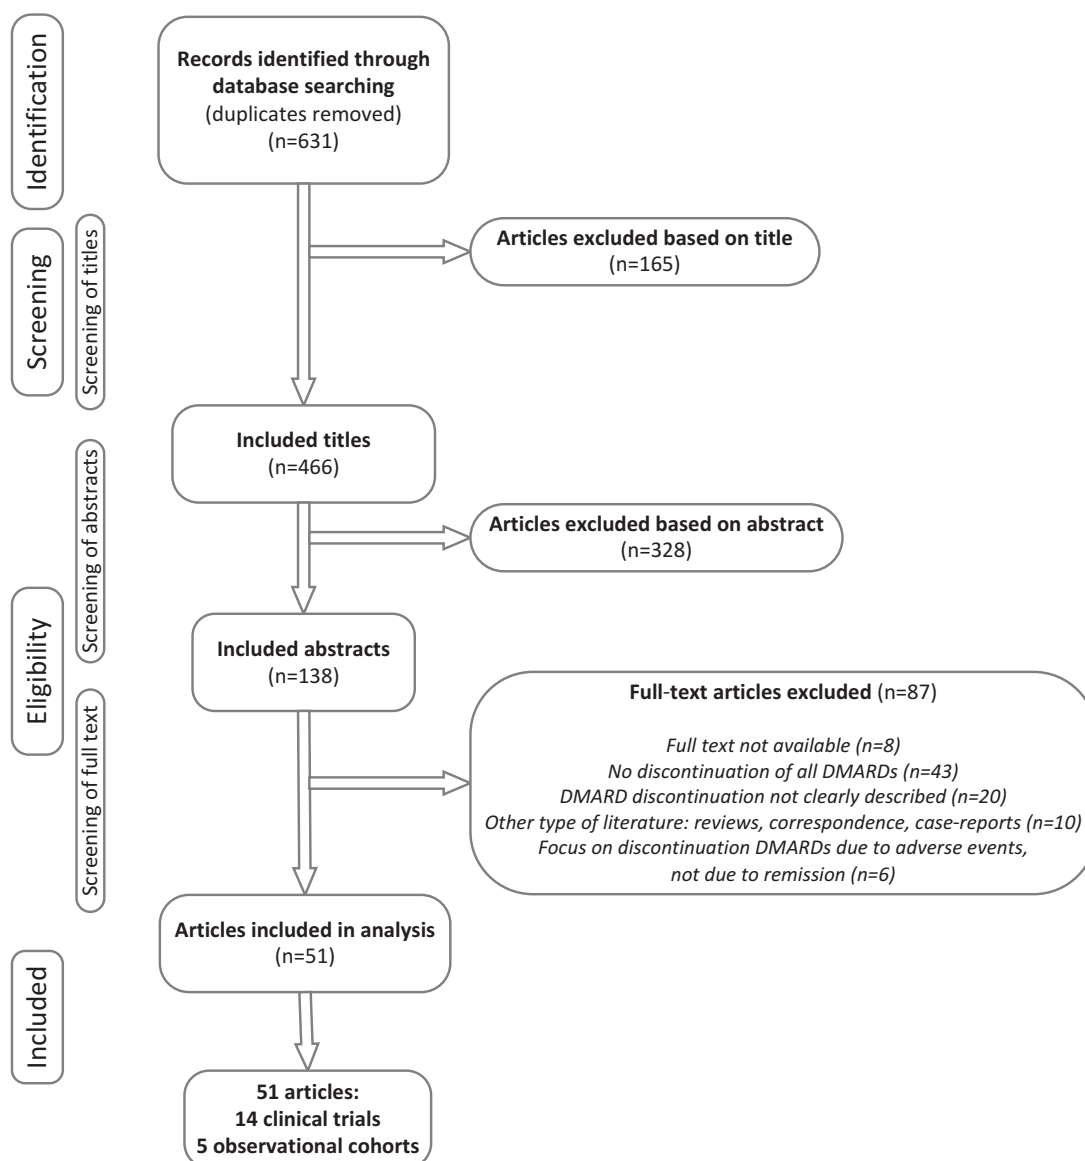 Identification
Records identified through
database searching
(duplicates removed)
(n=631)
Screening
Screening of titles
Articles excluded based on title
(n=165)
Included titles
(n=466)
Screening of abstracts
Articles excluded based on abstract
(n=328)
Eligibility
Included abstracts
(n=138)
Screening of full text
Full-text articles excluded (n=87)
Full text not available (n=8)
No discontinuation of all DMARDs (n=43)
DMARD discontinuation not clearly described (n=20)
Other type of literature: reviews, correspondence, case-reports (n=10)
Focus on discontinuation DMARDs due to adverse events,
not due to remission (n=6)
Articles included in analysis
(n=51)
Included
51 articles:
14 clinical trials
5 observational cohorts